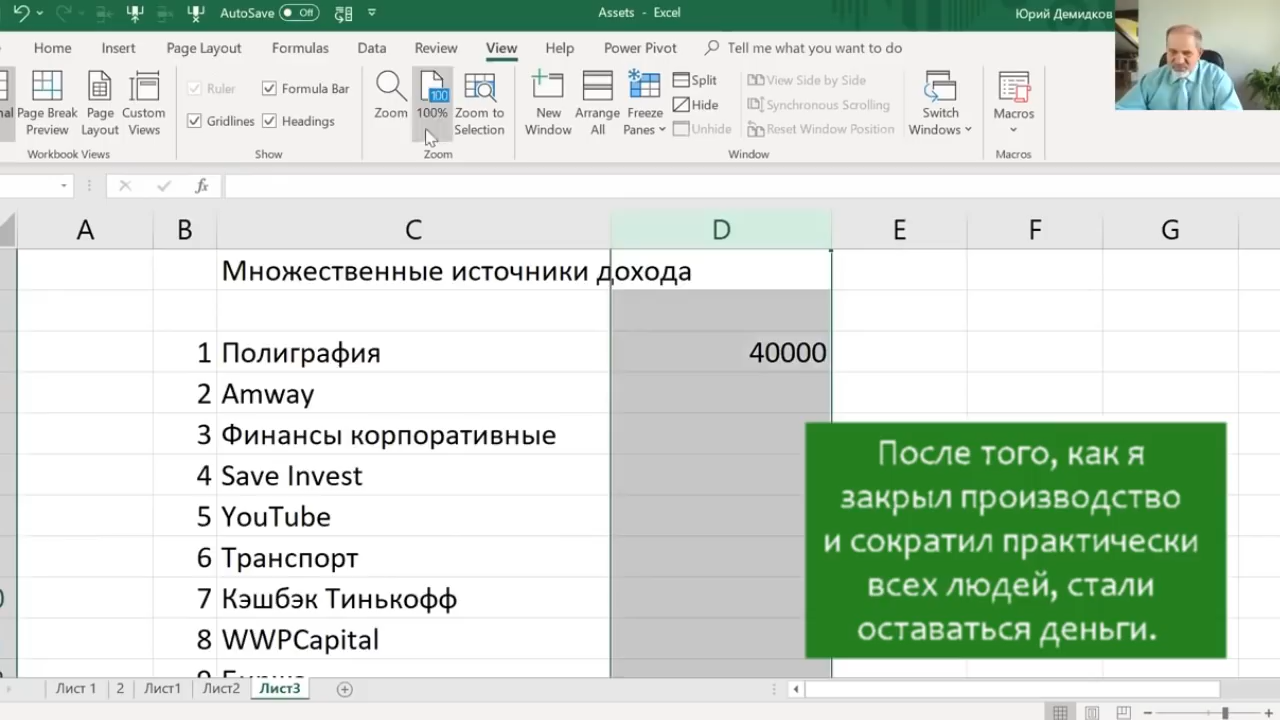 AutoSave Off
Assets - Excel
Юрий Демидков
Home Insert Page Layout Formulas Data Review View Help Power Pivot Tell me what you want to do
Page Break Preview
Page Layout
Custom Views
Workbook Views
Ruler
Formula Bar
Gridlines
Headings
Show
Zoom
100
100%
Zoom to Selection
Zoom
New Window
Arrange All
Freeze Panes
Split
Hide
Unhide
View Side by Side
Synchronous Scrolling
Reset Window Position
Window
Switch Windows
Macros
Macros
fx
A B C D E F G
Множественные источники дохода
1 Полиграфия 40000
2 Amway
3 Финансы корпоративные
4 Save Invest
5 YouTube
6 Транспорт
7 Кэшбэк Тинькофф
8 WWPCapital
После того, как я
закрыл производство
и сократил практически
всех людей, стали
оставаться деньги.
Лист 1 2 Лист1 Лист2 Лист3